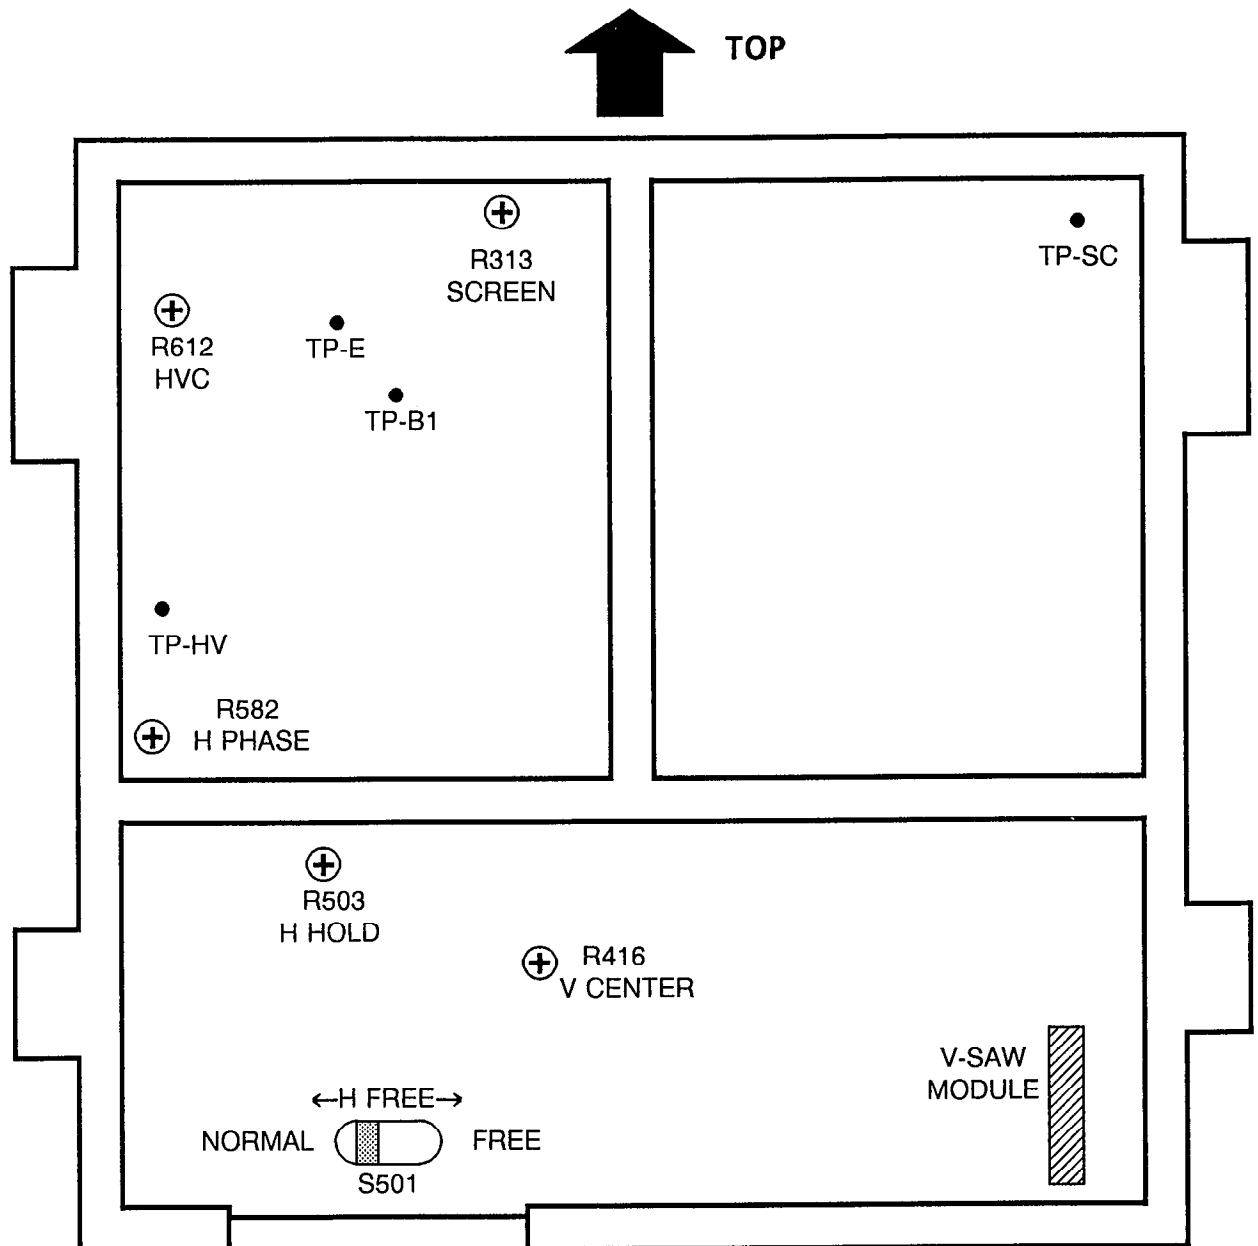 TOP
R313
SCREEN
TP-SC
R612
HVC
TP-E
TP-B1
TP-HV
R582
H PHASE
R503
H HOLD
R416
V CENTER
V-SAW
MODULE
←H FREE→
NORMAL FREE
S501